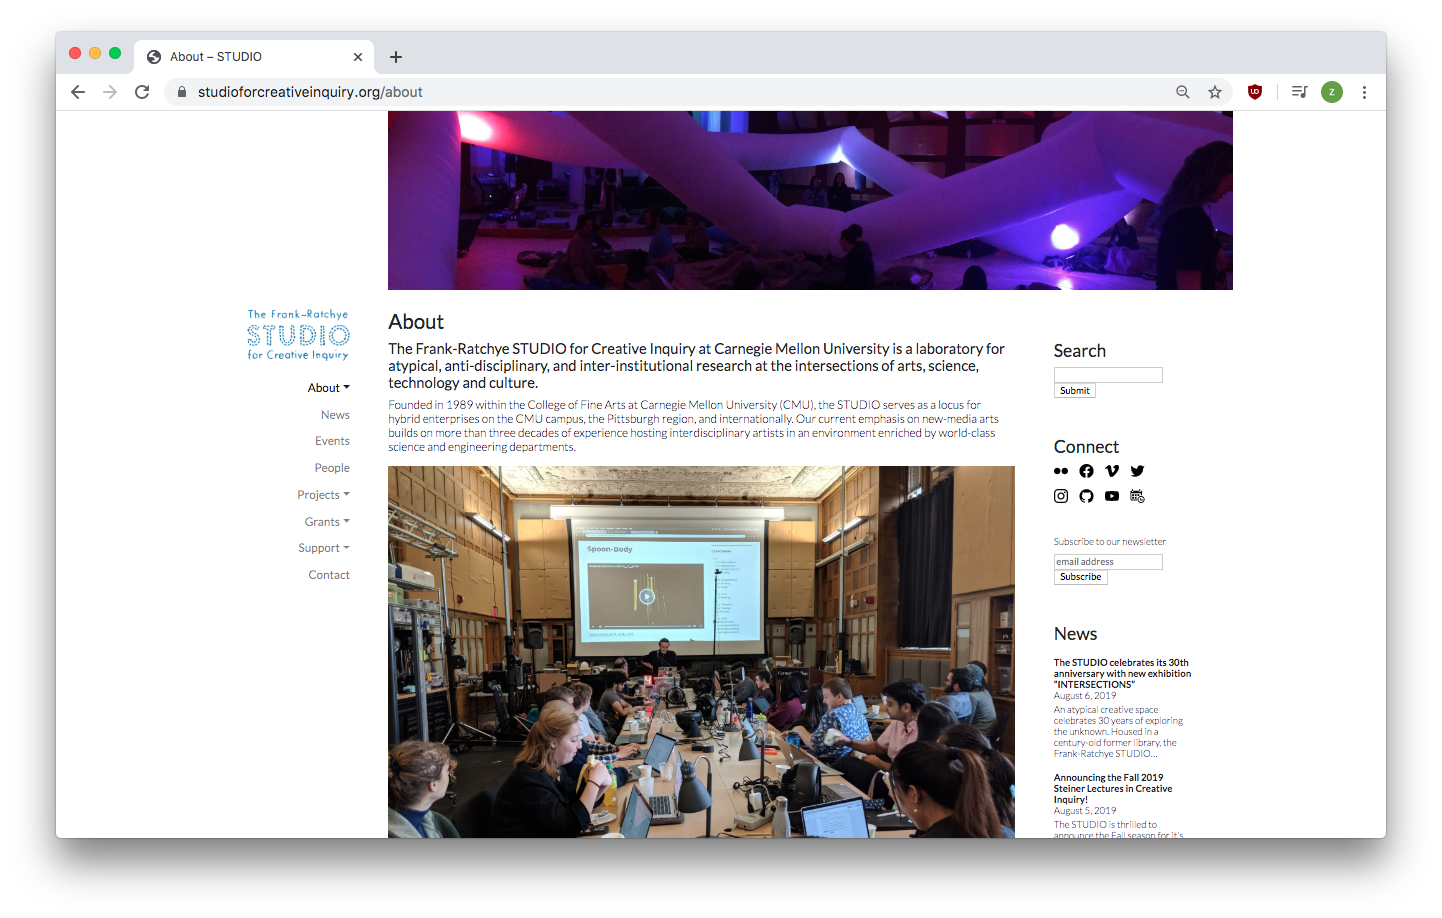 About – STUDIO
studioforcreativeinquiry.org/about
z
The Frank-Ratchye
STUDIO
for Creative Inquiry
About
News
Events
People
Projects
Grants
Support
Contact
About
The Frank-Ratchye STUDIO for Creative Inquiry at Carnegie Mellon University is a laboratory for
atypical, anti-disciplinary, and inter-institutional research at the intersections of arts, science,
technology and culture.
Founded in 1989 within the College of Fine Arts at Carnegie Mellon University (CMU), the STUDIO serves as a locus for
hybrid enterprises on the CMU campus, the Pittsburgh region, and internationally. Our current emphasis on new-media arts
builds on more than three decades of experience hosting interdisciplinary artists in an environment enriched by world-class
science and engineering departments.
Spoon-Body
Search
Submit
Connect
Subscribe to our newsletter
email address
Subscribe
News
The STUDIO celebrates its 30th
anniversary with new exhibition
“INTERSECTIONS”
August 6, 2019
An atypical creative space
celebrates 30 years of exploring
the unknown. Housed in a
century-old former library, the
Frank-Ratchye STUDIO...
Announcing the Fall 2019
Steiner Lectures in Creative
Inquiry!
August 5, 2019
The STUDIO is thrilled to
announce the Fall season for it's